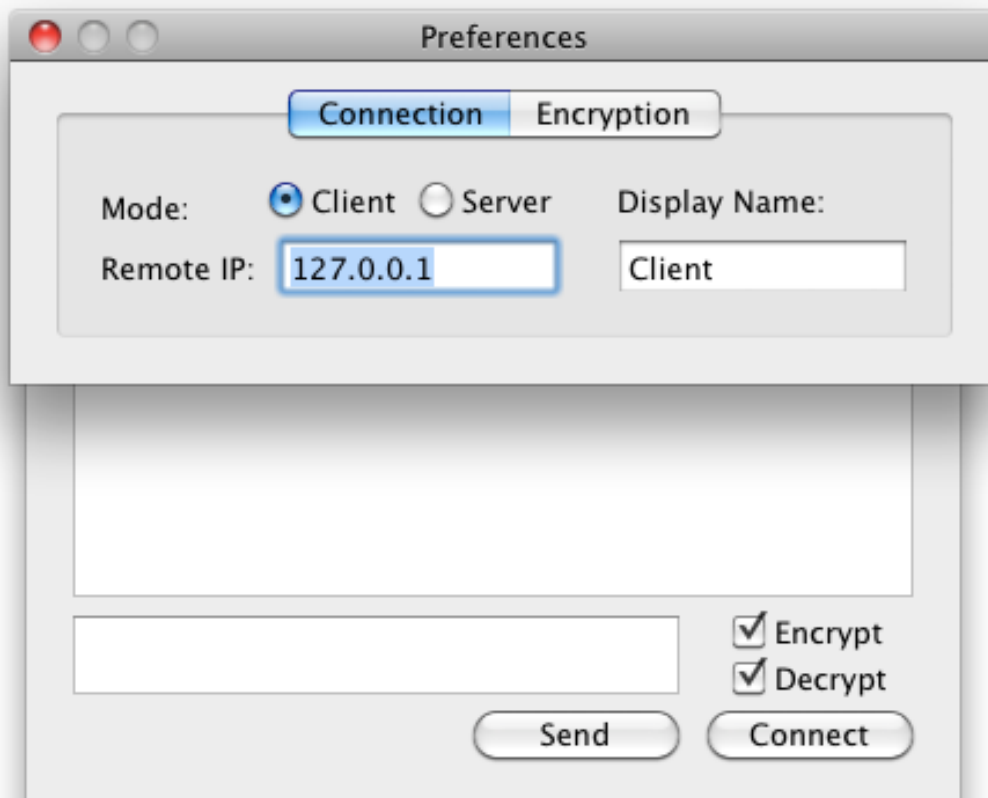 Preferences
Connection Encryption
Mode: Client Server Display Name:
Remote IP: 127.0.0.1 Client
Encrypt
Decrypt
Send Connect